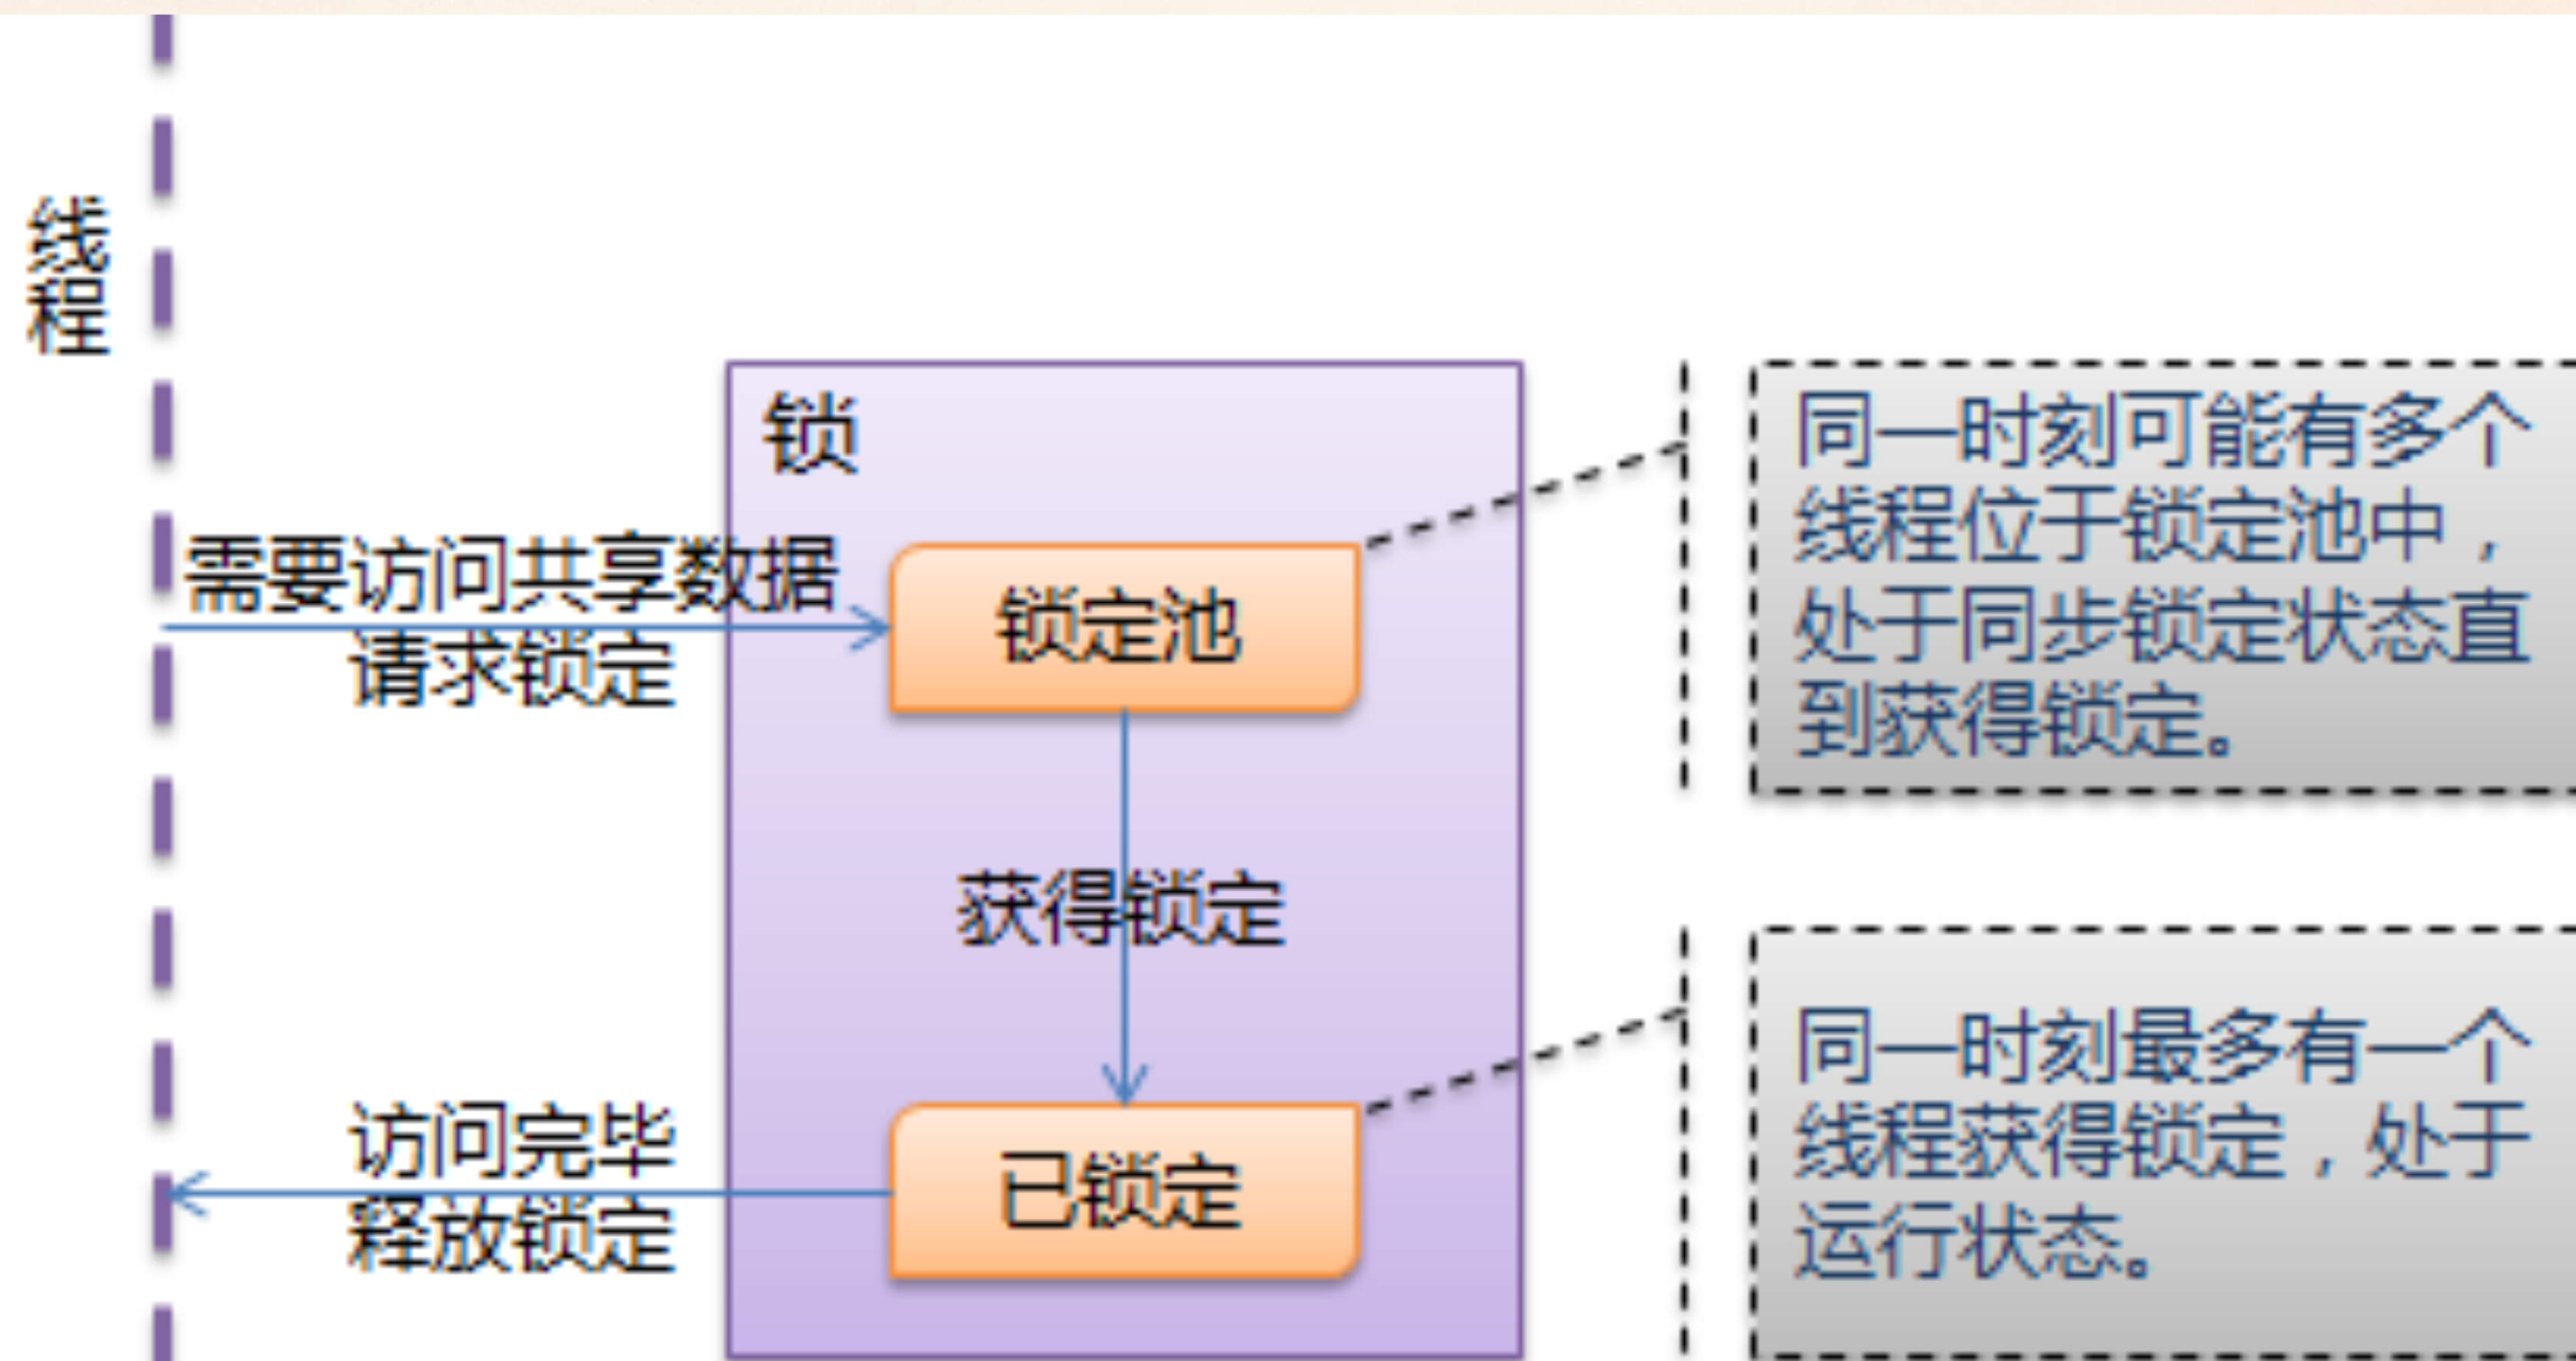 线
程
锁
需要访问共享数据
请求锁定
锁定池
同一时刻可能有多个
线程位于锁定池中，
处于同步锁定状态直
到获得锁定。
获得锁定
访问完毕
释放锁定
已锁定
同一时刻最多有一个
线程获得锁定，处于
运行状态。